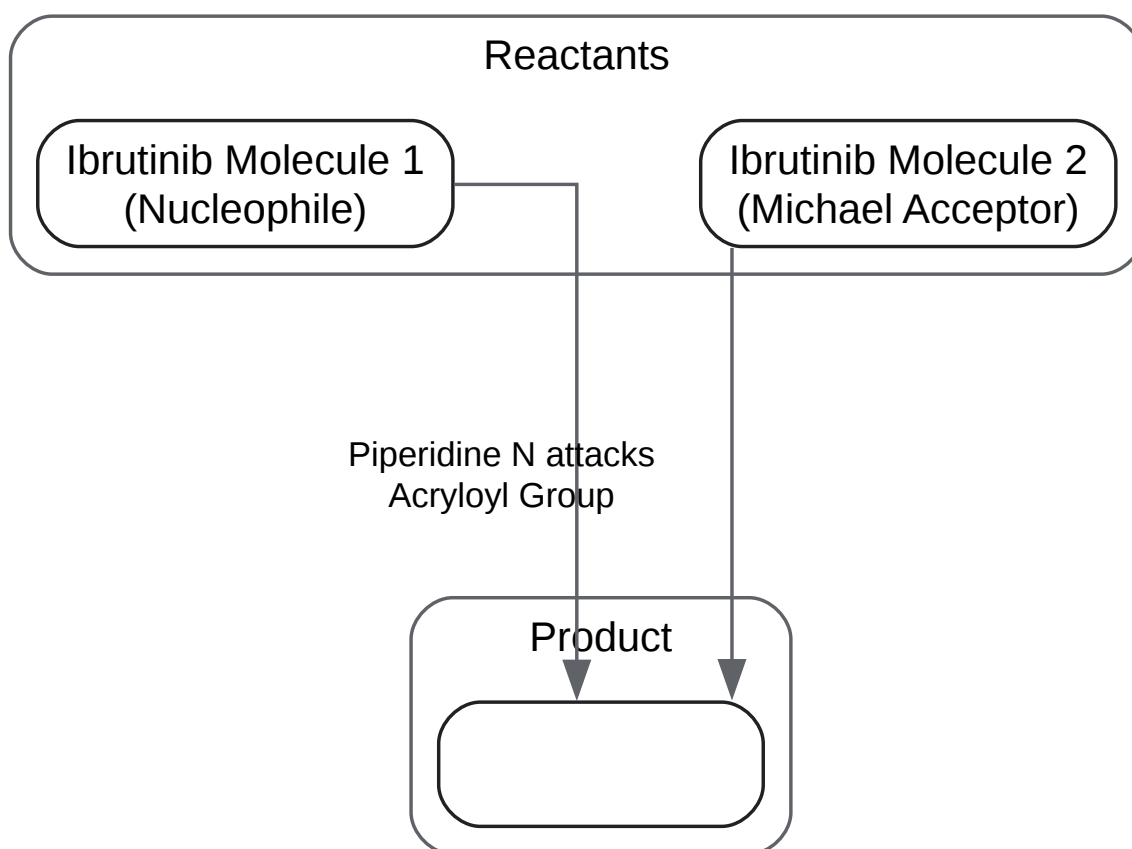 Reactants
Ibrutinib Molecule 1
(Nucleophile)
Ibrutinib Molecule 2
(Michael Acceptor)
Piperidine N attacks
Acryloyl Group
Product